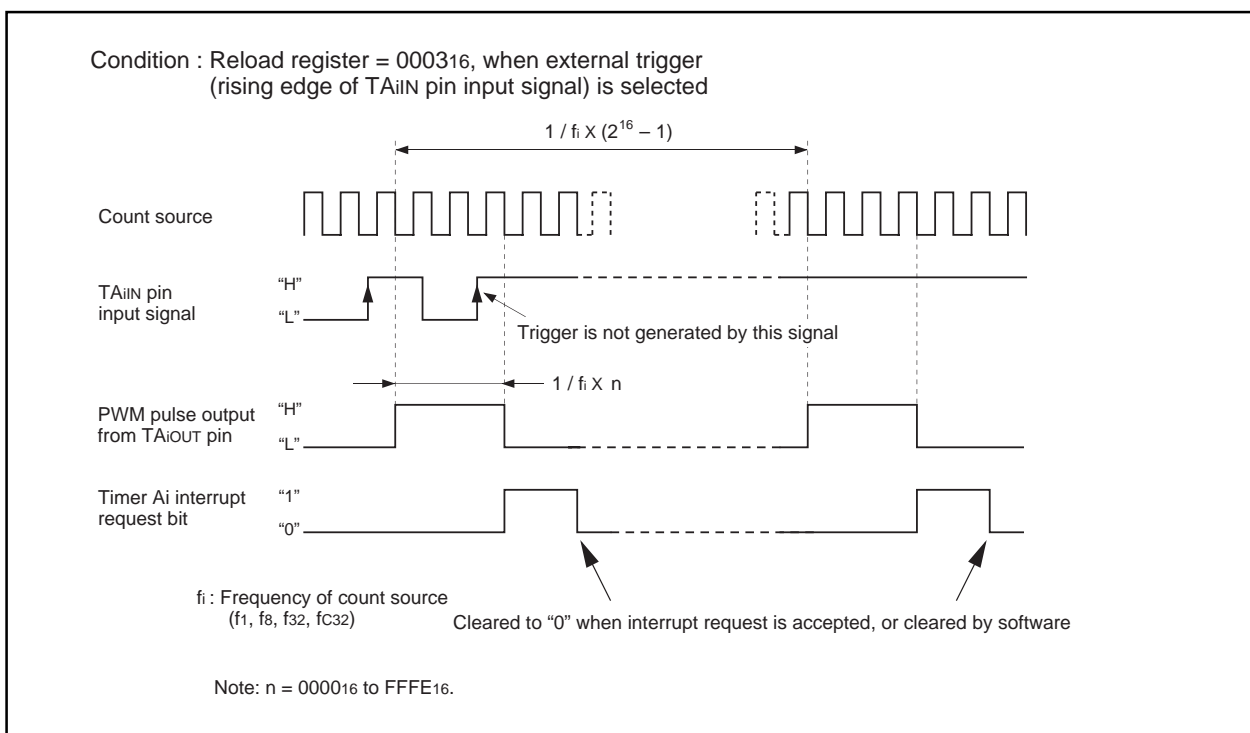 Condition : Reload register = 000316, when external trigger
(rising edge of TAiIN pin input signal) is selected
1 / fi X (2^16 – 1)
Count source
TAiIN pin
input signal
“H”
“L”
Trigger is not generated by this signal
1 / fi X n
PWM pulse output
from TAiOUT pin
“H”
“L”
Timer Ai interrupt
request bit
“1”
“0”
fi : Frequency of count source
(f1, f8, f32, fC32)
Cleared to “0” when interrupt request is accepted, or cleared by software
Note: n = 000016 to FFFE16.